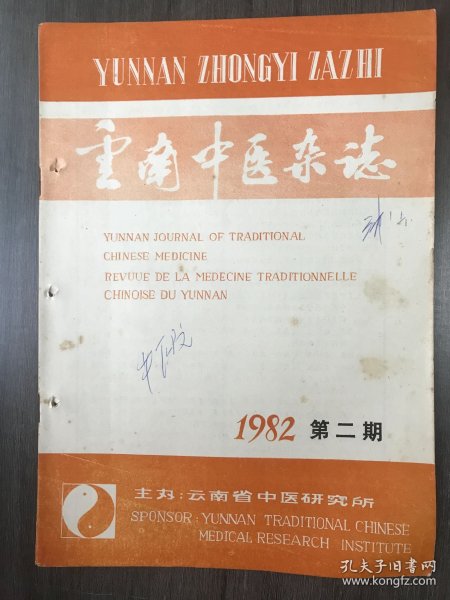 YUNNAN ZHONGYI ZAZHI
雲南中医杂誌
YUNNAN JOURNAL OF TRADITIONAL
CHINESE MEDICINE
REVUUE DE LA MEDECINE TRADITIONNELLE
CHINOISE DU YUNNAN
1982 第二期
主办:云南省中医研究所
SPONSOR:YUNNAN TRADITIONAL CHINESE
MEDICAL RESEARCH INSTITUTE
孔夫子旧书网
www.kongfz.com